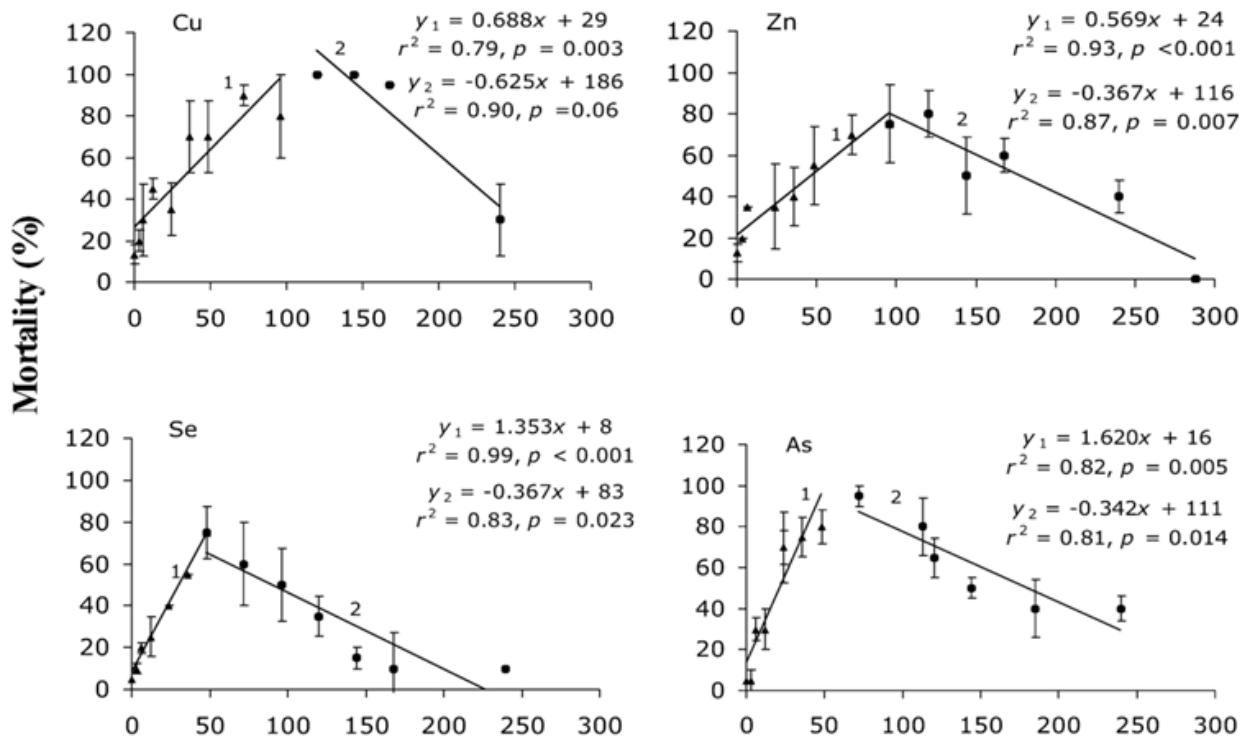 Mortality (%)
Cu
y₁ = 0.688x + 29
r² = 0.79, p = 0.003
y₂ = -0.625x + 186
r² = 0.90, p =0.06
1
2
120
100
80
60
40
20
0
0 50 100 150 200 250 300
Zn
y₁ = 0.569x + 24
r² = 0.93, p <0.001
y₂ = -0.367x + 116
r² = 0.87, p = 0.007
1
2
120
100
80
60
40
20
0
0 50 100 150 200 250 300
Se
y₁ = 1.353x + 8
r² = 0.99, p < 0.001
y₂ = -0.367x + 83
r² = 0.83, p = 0.023
1
2
120
100
80
60
40
20
0
0 50 100 150 200 250 300
As
y₁ = 1.620x + 16
r² = 0.82, p = 0.005
y₂ = -0.342x + 111
r² = 0.81, p = 0.014
1
2
120
100
80
60
40
20
0
0 50 100 150 200 250 300